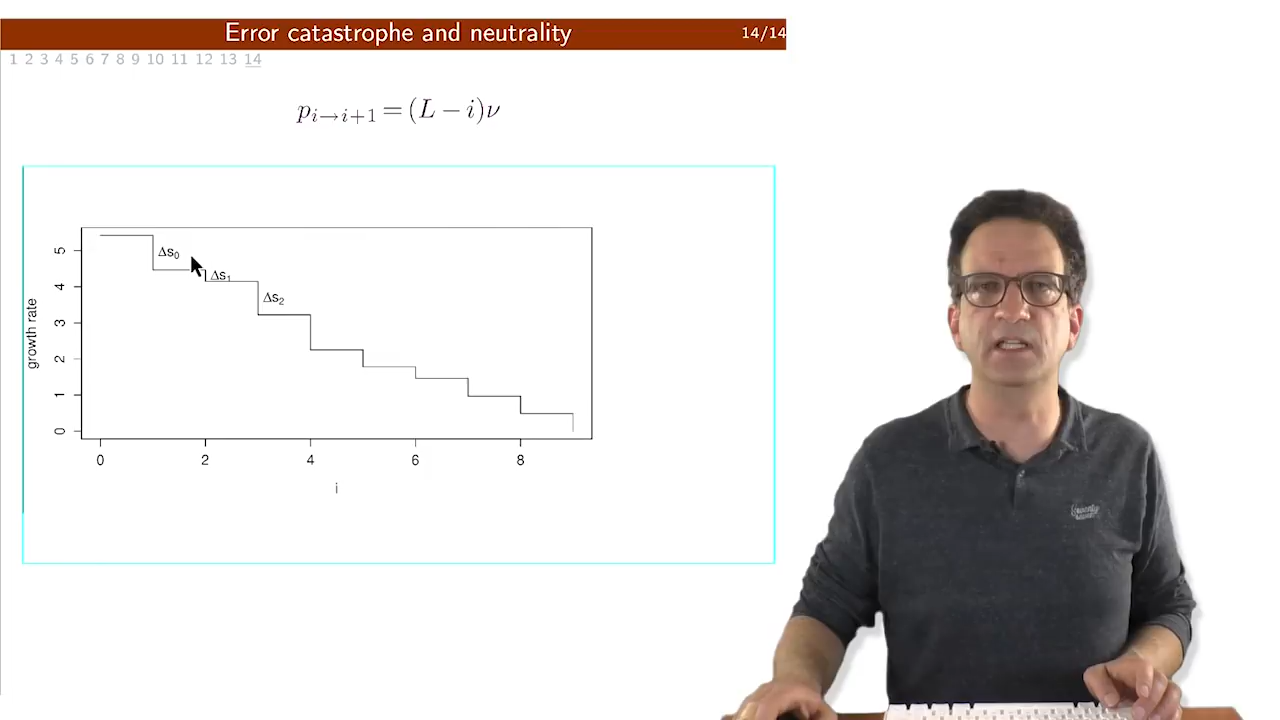 Error catastrophe and neutrality
14/14
1 2 3 4 5 6 7 8 9 10 11 12 13 14
p_{i→i+1} = (L − i)ν
growth rate
5
4
3
2
1
0
Δs₀
Δs₁
Δs₂
0 2 4 6 8
i